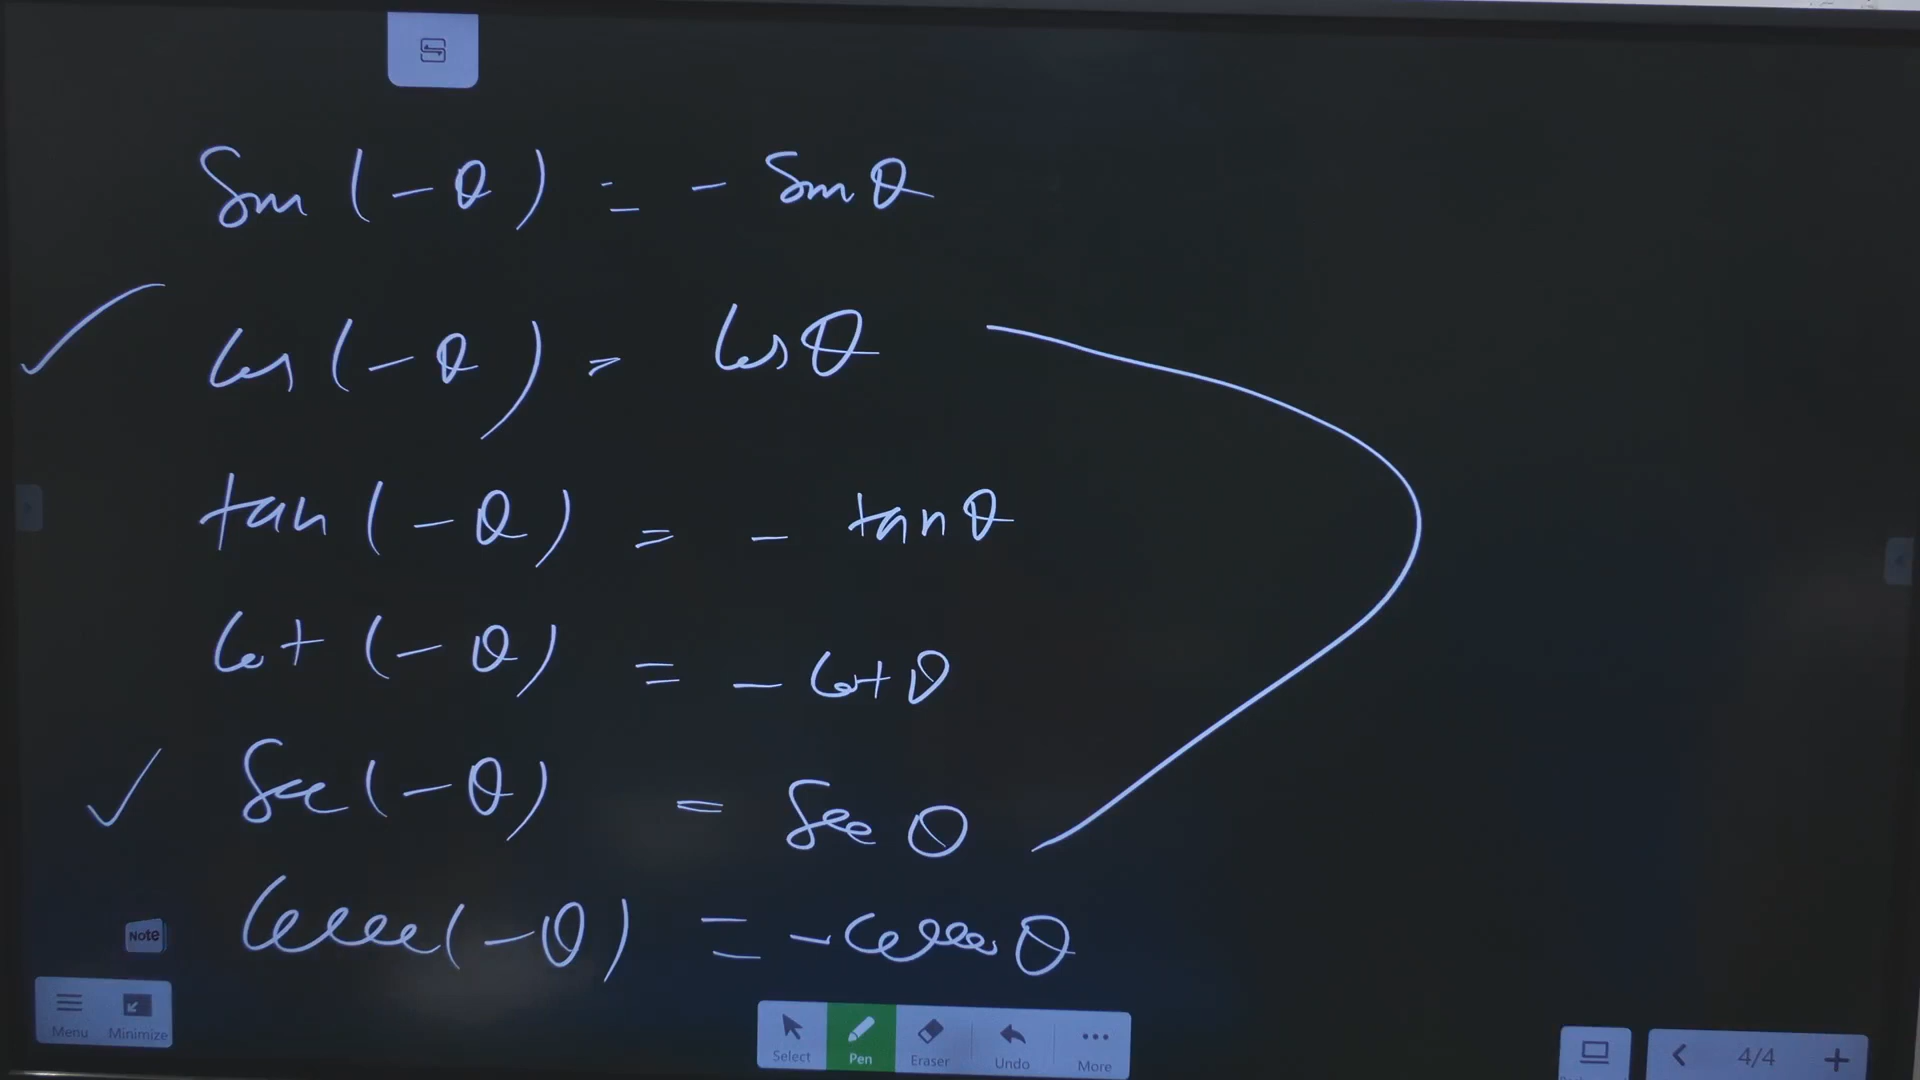 Sin (-θ) = - Sin θ
Cos (-θ) = Cos θ
tan (-θ) = - tan θ
Cot (-θ) = - Cot θ
Sec (-θ) = Sec θ
Cosec (-θ) = - Cosec θ
Note
Menu Minimize
Select Pen Eraser Undo More
4/4